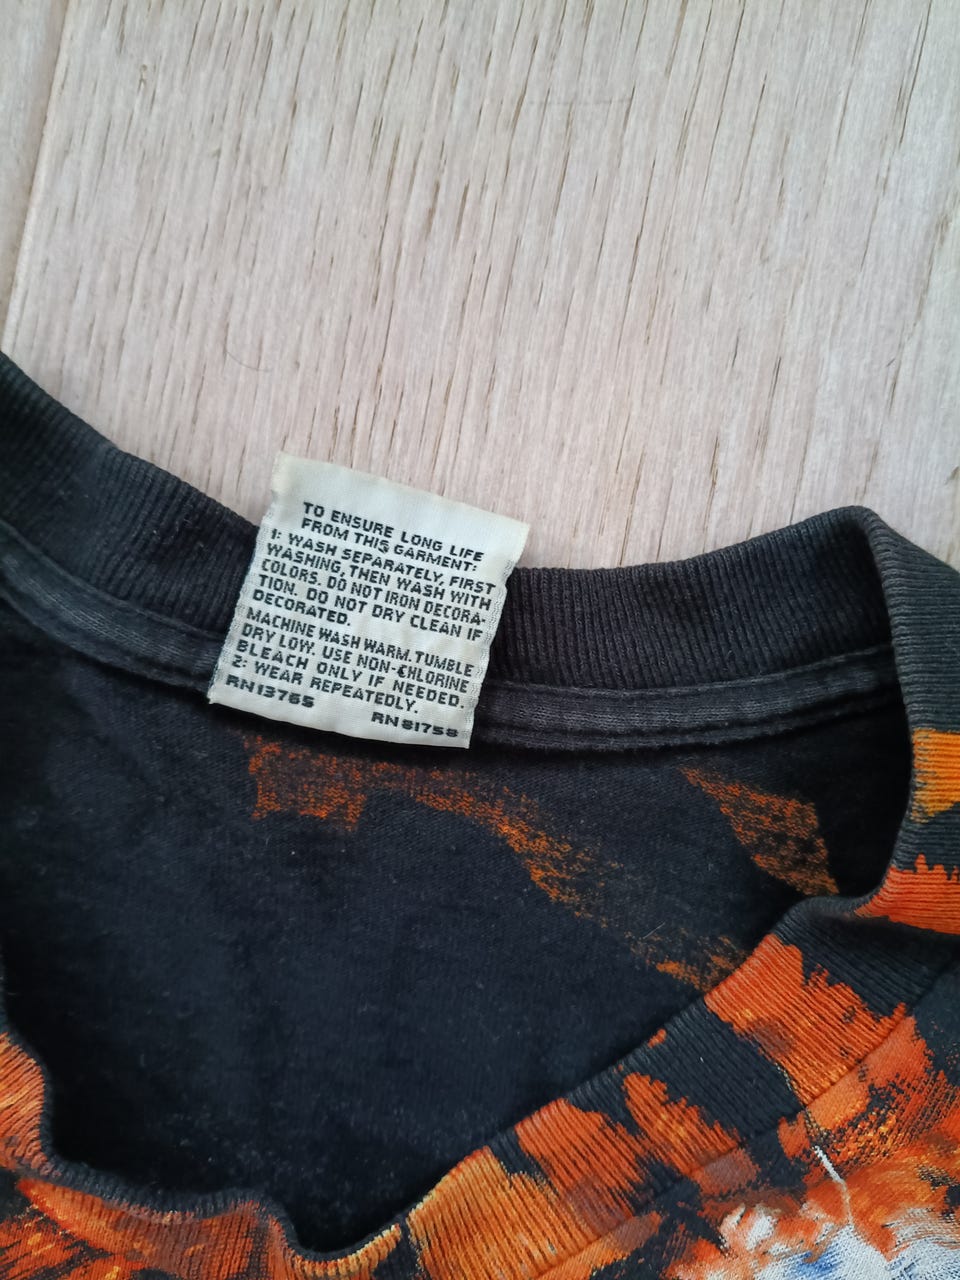 TO ENSURE LONG LIFE
FROM THIS GARMENT:
1: WASH SEPARATELY, FIRST
WASHING, THEN WASH WITH
COLORS. DO NOT IRON DECORA-
TION. DO NOT DRY CLEAN IF
DECORATED.
MACHINE WASH WARM. TUMBLE
DRY LOW. USE NON-CHLORINE
BLEACH ONLY IF NEEDED.
2: WEAR REPEATEDLY.
RN13765
RN81758